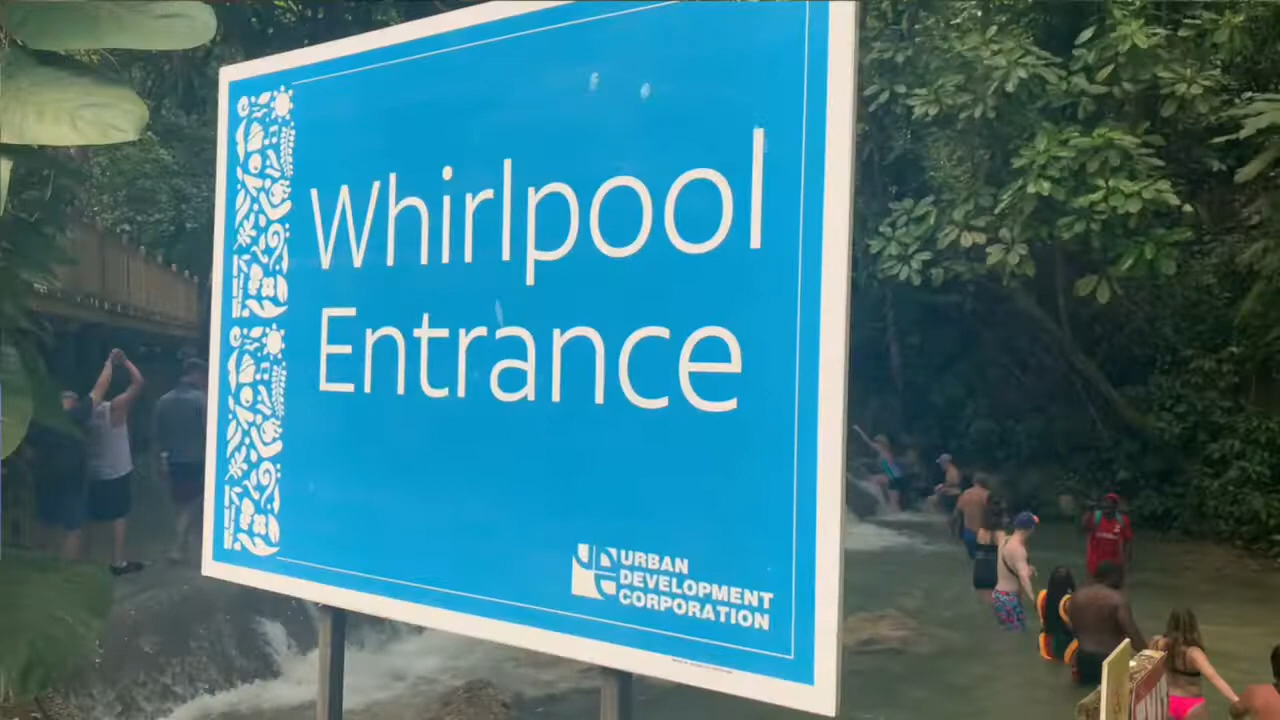 Whirlpool
Entrance
URBAN
DEVELOPMENT
CORPORATION